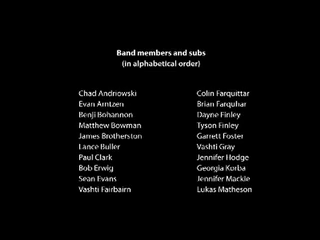 Band members and subs
(in alphabetical order)
Chad Andriowski
Evan Arntzen
Benji Bohannon
Matthew Bowman
James Brotherston
Lance Buller
Paul Clark
Bob Erwig
Sean Evans
Vashti Fairbairn
Colin Farquittar
Brian Farquhar
Dayne Finley
Tyson Finley
Garrett Foster
Vashti Gray
Jennifer Hodge
Georgia Korba
Jennifer Mackie
Lukas Matheson